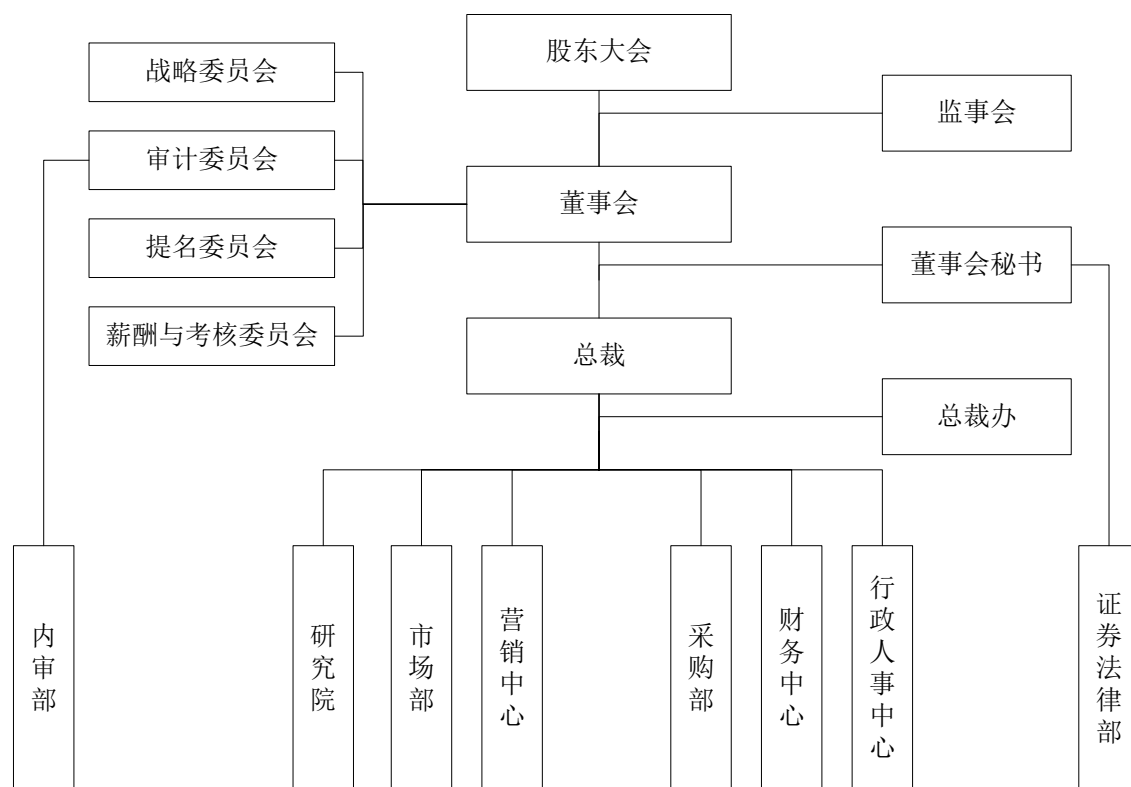 股东大会
战略委员会
监事会
审计委员会
董事会
提名委员会
董事会秘书
薪酬与考核委员会
总裁
总裁办
内审部
研究院
市场部
营销中心
采购部
财务中心
行政人事中心
证券法律部